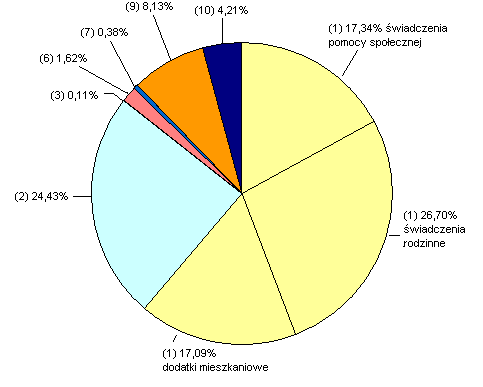 (9) 8,13%
(10) 4,21%
(7) 0,38%
(6) 1,62%
(3) 0,11%
(2) 24,43%
(1) 17,34% świadczenia
pomocy społecznej
(1) 26,70%
świadczenia
rodzinne
(1) 17,09%
dodatki mieszkaniowe